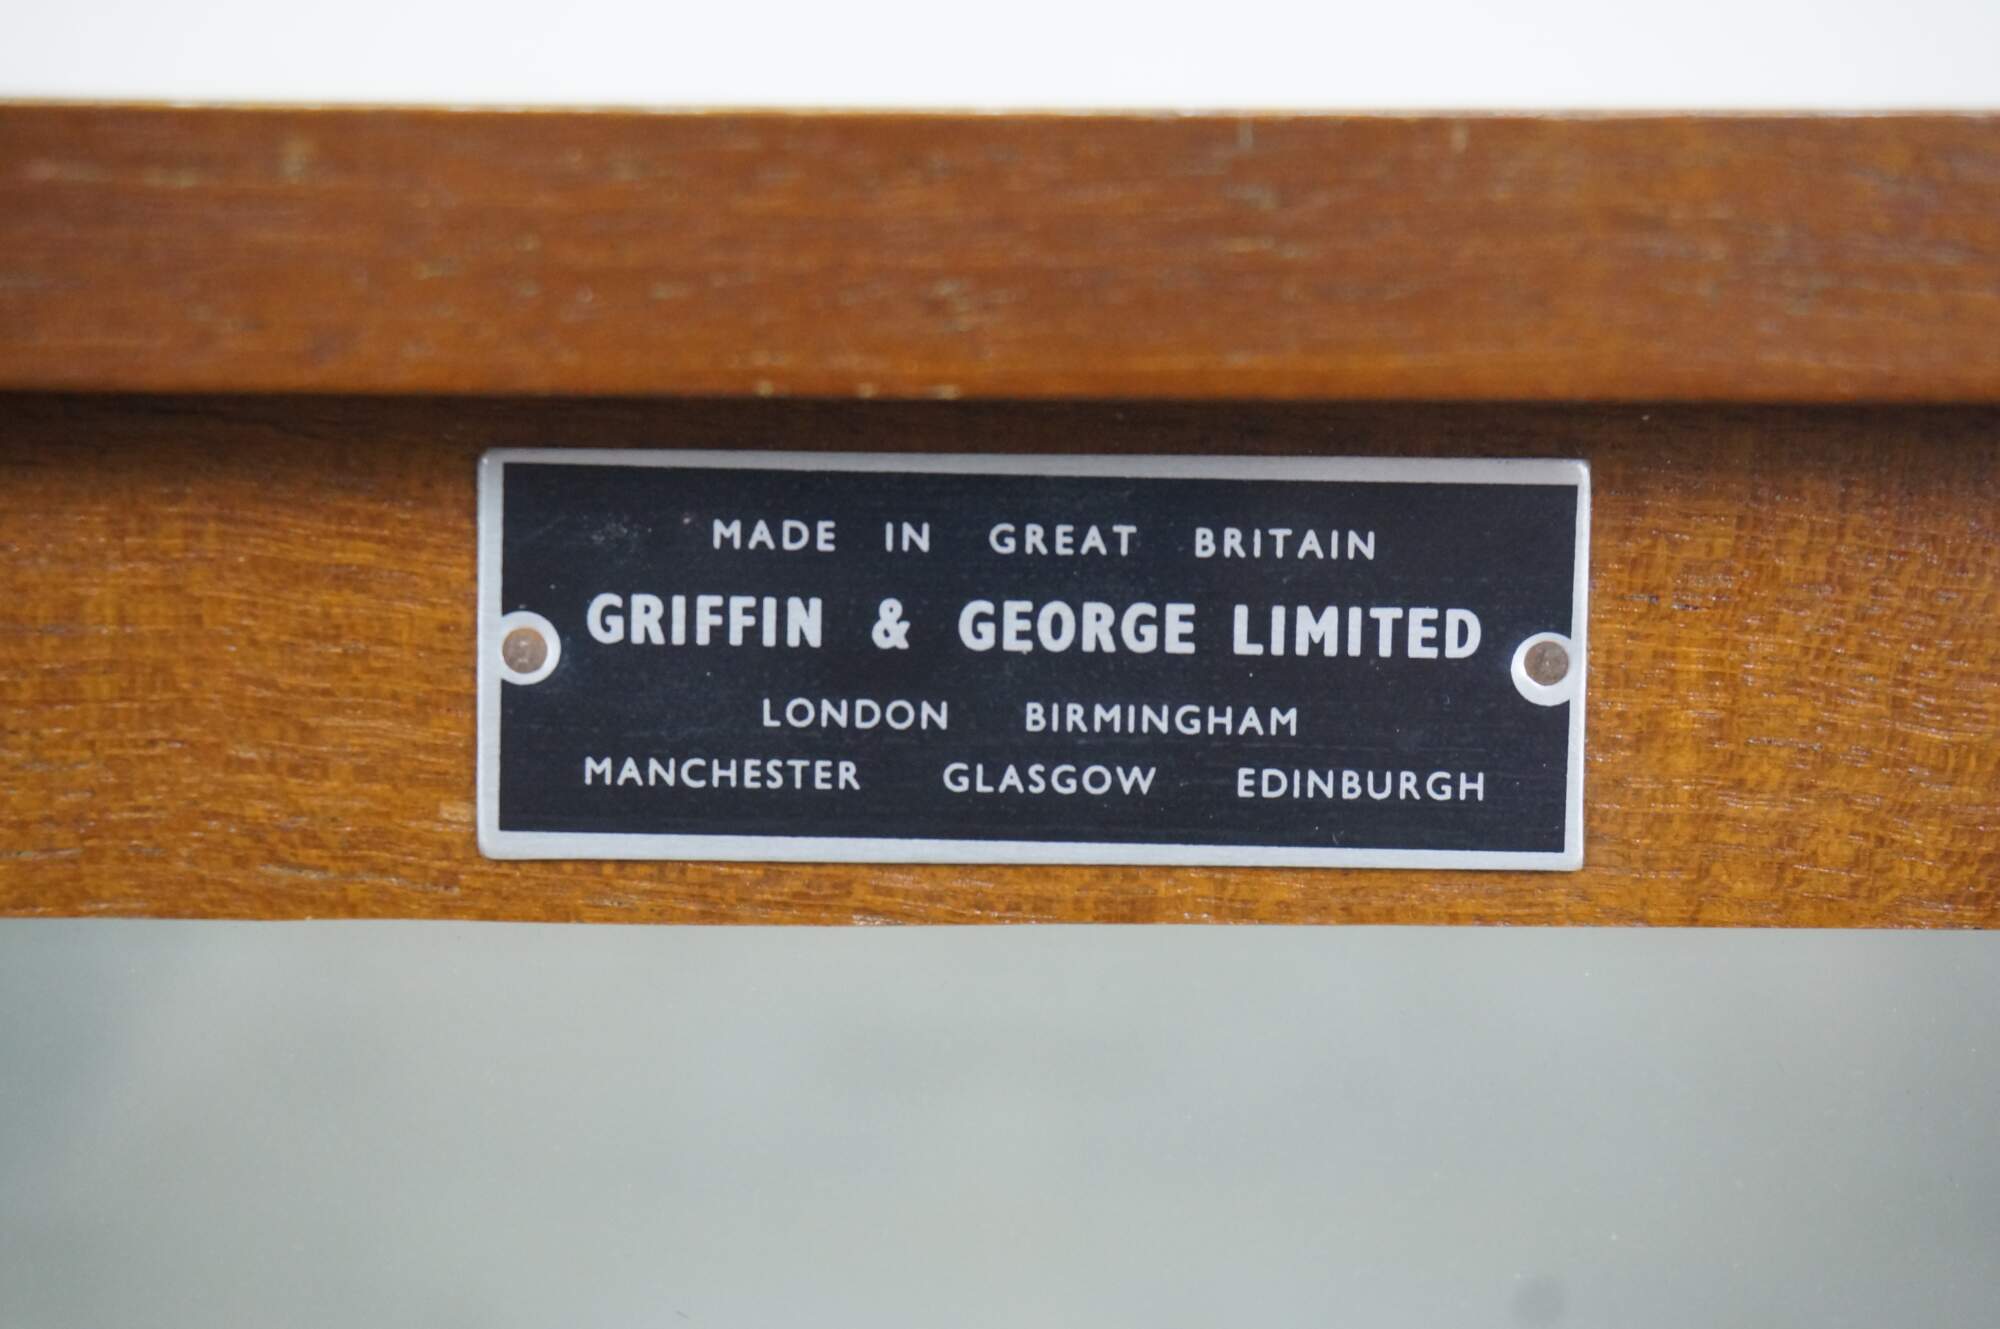 MADE IN GREAT BRITAIN
GRIFFIN & GEORGE LIMITED
LONDON BIRMINGHAM
MANCHESTER GLASGOW EDINBURGH